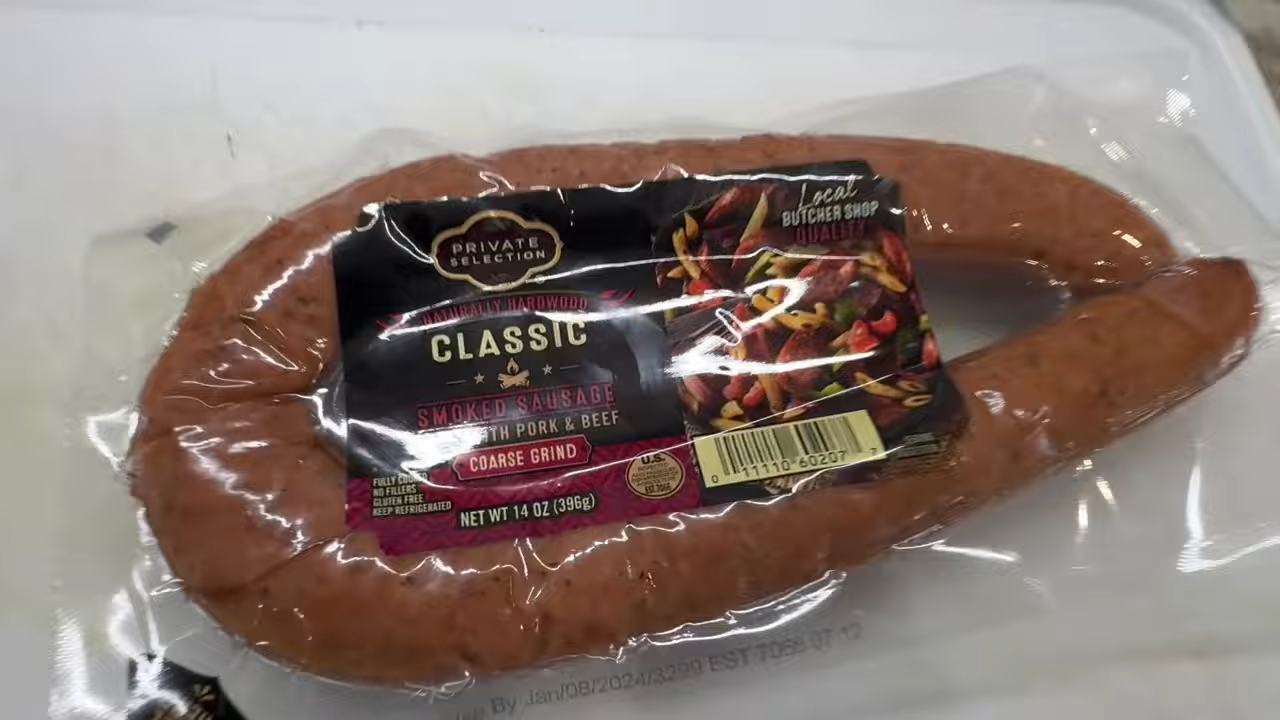 PRIVATE
SELECTION
NATURALLY HARDWOOD
CLASSIC
SMOKED SAUSAGE
PORK & BEEF
COARSE GRIND
FULLY COOKED
NO FILLERS
GLUTEN FREE
KEEP REFRIGERATED
NET WT 14 OZ (396g)
U.S.
INSPECTED
Local
BUTCHER SHOP
QUALITY
0 11110 60207 7
By Jan/08/2024/3299 EST 7068 07 12